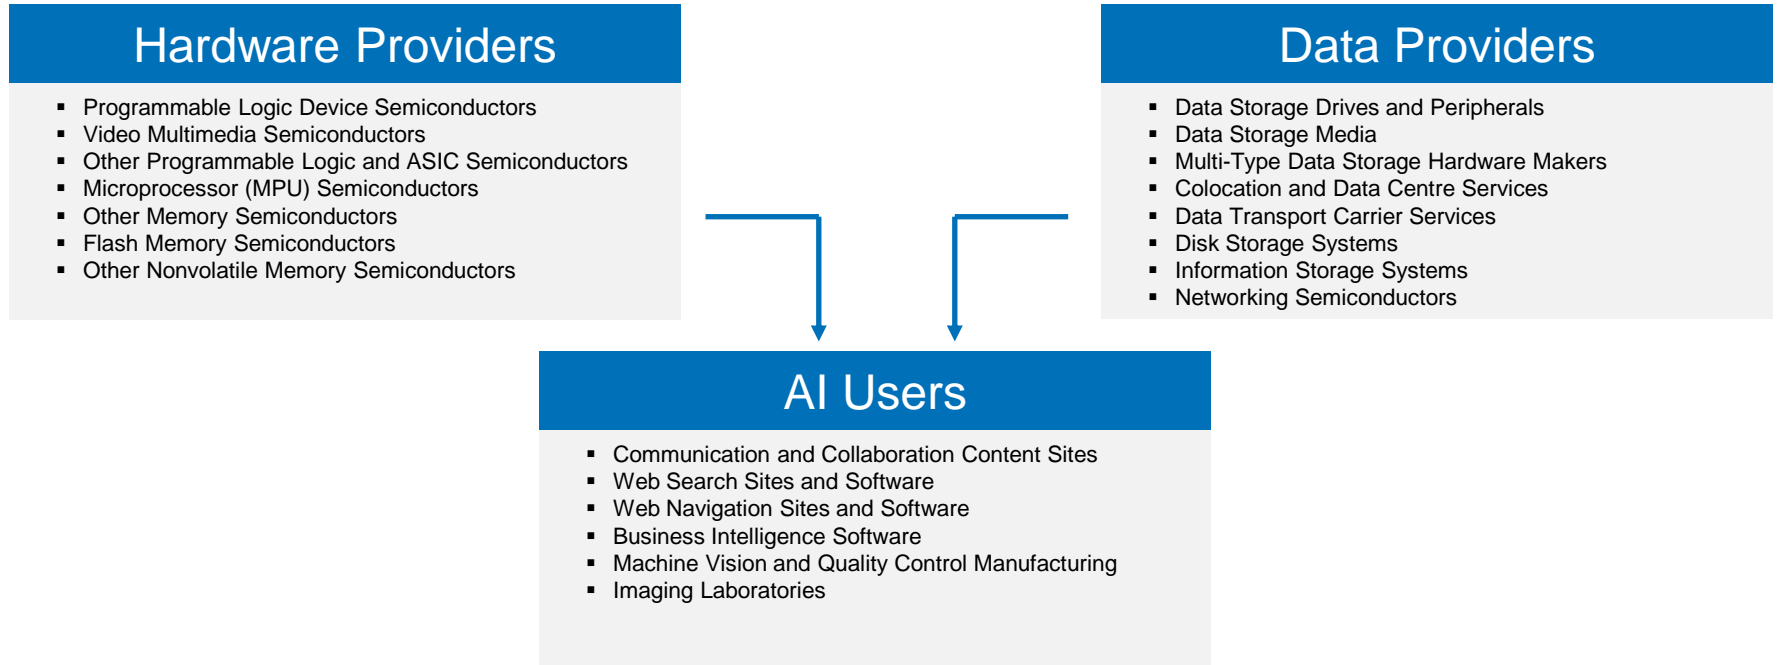 Hardware Providers
▪ Programmable Logic Device Semiconductors
▪ Video Multimedia Semiconductors
▪ Other Programmable Logic and ASIC Semiconductors
▪ Microprocessor (MPU) Semiconductors
▪ Other Memory Semiconductors
▪ Flash Memory Semiconductors
▪ Other Nonvolatile Memory Semiconductors
Data Providers
▪ Data Storage Drives and Peripherals
▪ Data Storage Media
▪ Multi-Type Data Storage Hardware Makers
▪ Colocation and Data Centre Services
▪ Data Transport Carrier Services
▪ Disk Storage Systems
▪ Information Storage Systems
▪ Networking Semiconductors
AI Users
▪ Communication and Collaboration Content Sites
▪ Web Search Sites and Software
▪ Web Navigation Sites and Software
▪ Business Intelligence Software
▪ Machine Vision and Quality Control Manufacturing
▪ Imaging Laboratories